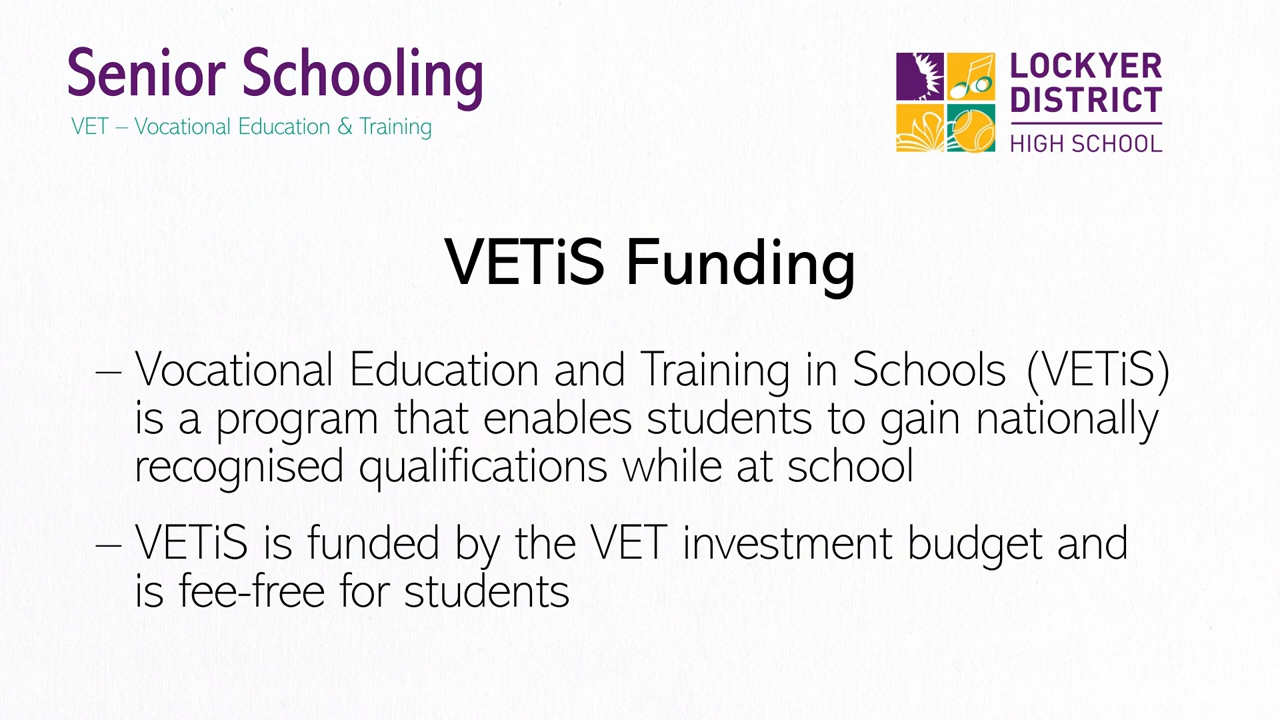 Senior Schooling
VET – Vocational Education & Training
LOCKYER
DISTRICT
HIGH SCHOOL
VETiS Funding
– Vocational Education and Training in Schools (VETiS)
is a program that enables students to gain nationally
recognised qualifications while at school
– VETiS is funded by the VET investment budget and
is fee-free for students